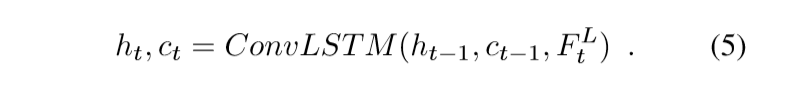 h_t, c_t = ConvLSTM(h_{t-1}, c_{t-1}, F_t^L) . (5)